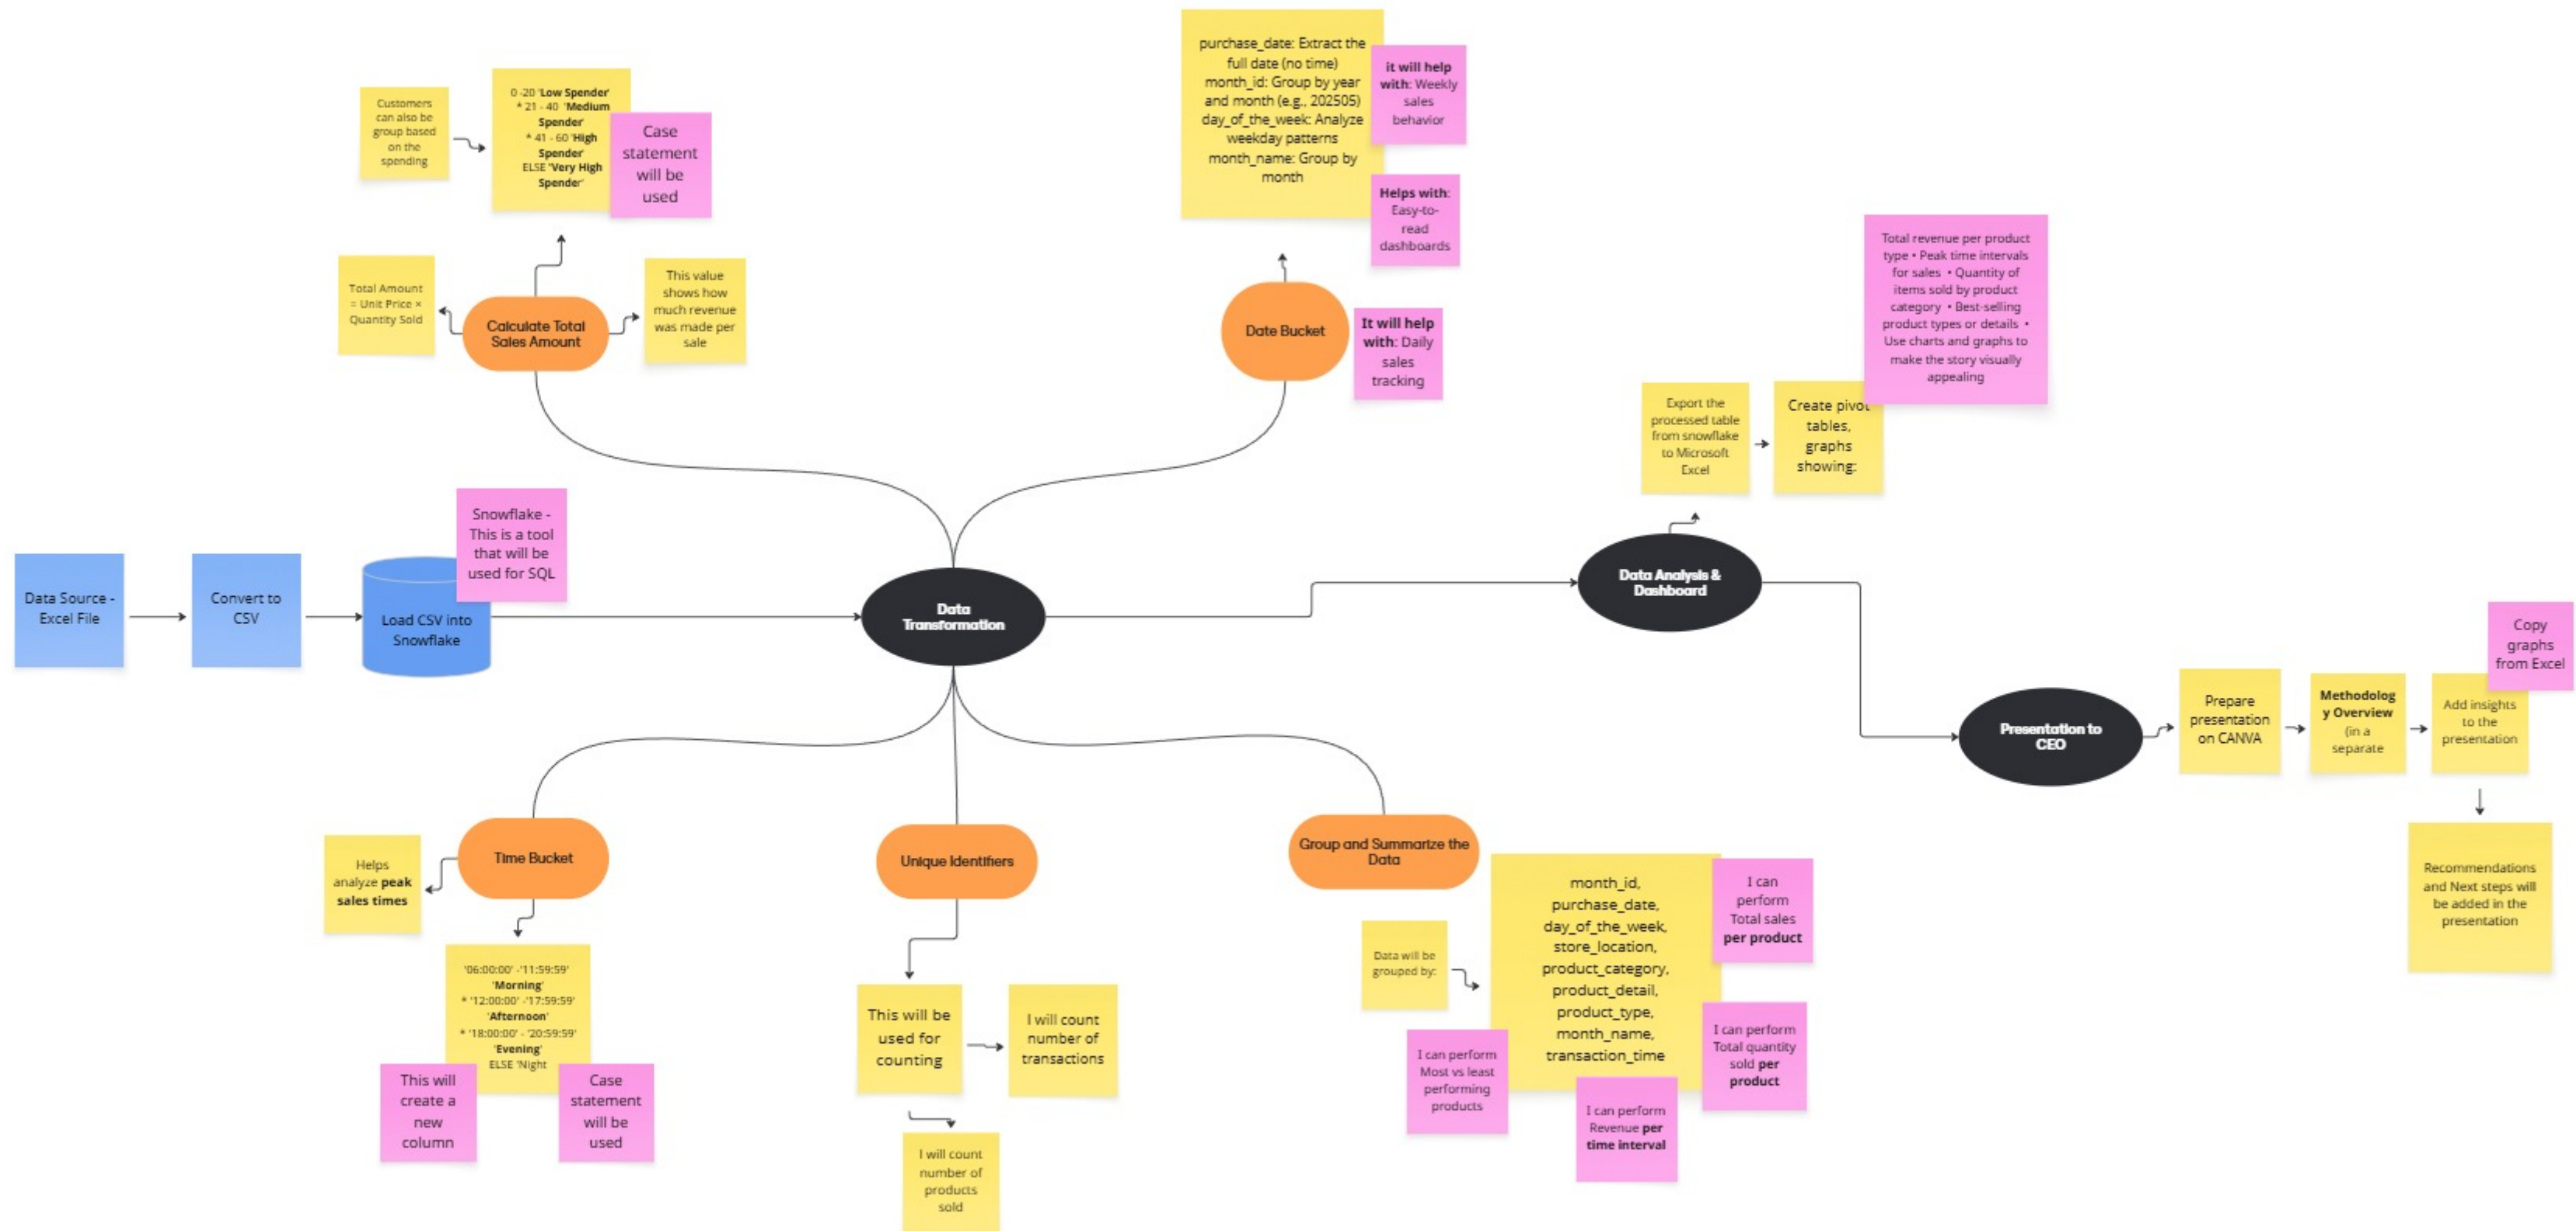 Customers
can also be
group based
on the
spending
0 -20 'Low Spender'
* 21 - 40 'Medium
Spender'
* 41 - 60 'High
Spender'
ELSE 'Very High
Spender'
Case
statement
will be
used
Total Amount
= Unit Price ×
Quantity Sold
Calculate Total
Sales Amount
This value
shows how
much revenue
was made per
sale
purchase_date: Extract the
full date (no time)
month_id: Group by year
and month (e.g., 202505)
day_of_the_week: Analyze
weekday patterns
month_name: Group by
month
it will help
with: Weekly
sales
behavior
Helps with:
Easy-to-
read
dashboards
Date Bucket
It will help
with: Daily
sales
tracking
Total revenue per product
type • Peak time intervals
for sales • Quantity of
items sold by product
category • Best-selling
product types or details •
Use charts and graphs to
make the story visually
appealing
Export the
processed table
from snowflake
to Microsoft
Excel
Create pivot
tables,
graphs
showing:
Data Source -
Excel File
Convert to
CSV
Snowflake -
This is a tool
that will be
used for SQL
Load CSV into
Snowflake
Data
Transformation
Data Analysis &
Dashboard
Presentation to
CEO
Prepare
presentation
on CANVA
Methodolog
y Overview
(in a
separate
Copy
graphs
from Excel
Add insights
to the
presentation
Recommendations
and Next steps will
be added in the
presentation
Time Bucket
Helps
analyze peak
sales times
'06:00:00' -'11:59:59'
'Morning'
* '12:00:00' -'17:59:59'
'Afternoon'
* '18:00:00' - '20:59:59'
'Evening'
ELSE 'Night
This will
create a
new
column
Case
statement
will be
used
Unique Identifiers
This will be
used for
counting
I will count
number of
transactions
I will count
number of
products
sold
Group and Summarize the
Data
Data will be
grouped by:
month_id,
purchase_date,
day_of_the_week,
store_location,
product_category,
product_detail,
product_type,
month_name,
transaction_time
I can
perform
Total sales
per product
I can perform
Total quantity
sold per
product
I can perform
Most vs least
performing
products
I can perform
Revenue per
time interval